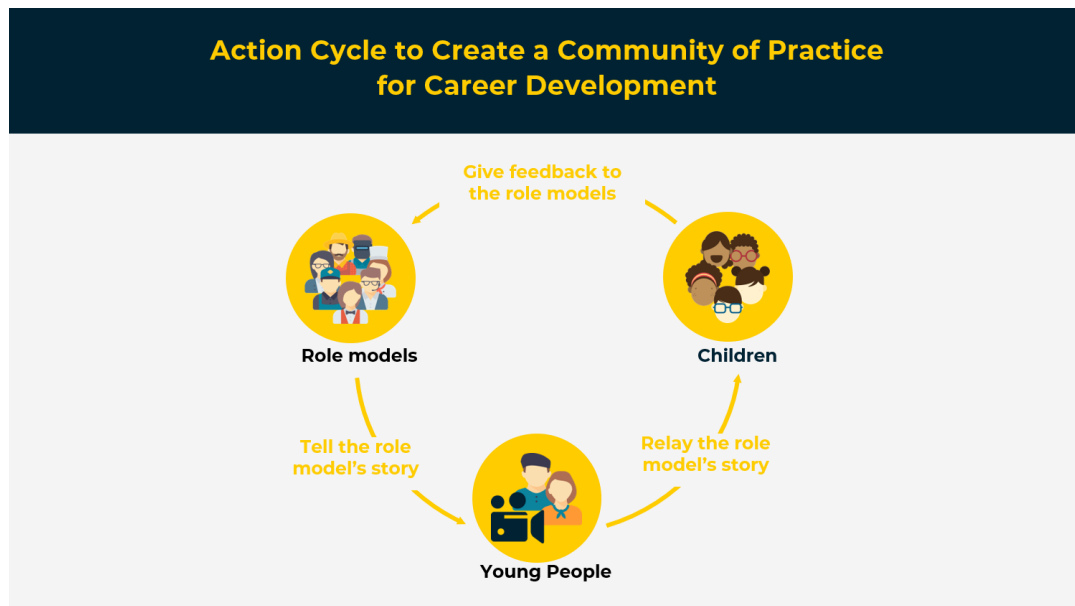 Action Cycle to Create a Community of Practice
for Career Development
Give feedback to
the role models
Role models
Children
Tell the role
model's story
Relay the role
model's story
Young People